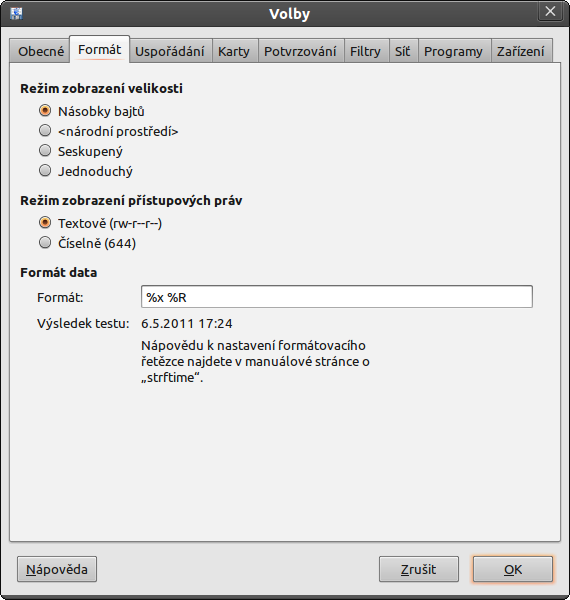 Volby
Obecné Formát Uspořádání Karty Potvrzování Filtry Síť Programy Zařízení
Režim zobrazení velikosti
Násobky bajtů
<národní prostředí>
Seskupený
Jednoduchý
Režim zobrazení přístupových práv
Textově (rw-r--r--)
Číselně (644)
Formát data
Formát: %x %R
Výsledek testu: 6.5.2011 17:24
Nápovědu k nastavení formátovacího
řetězce najdete v manuálové stránce o
„strftime“.
Nápověda Zrušit OK